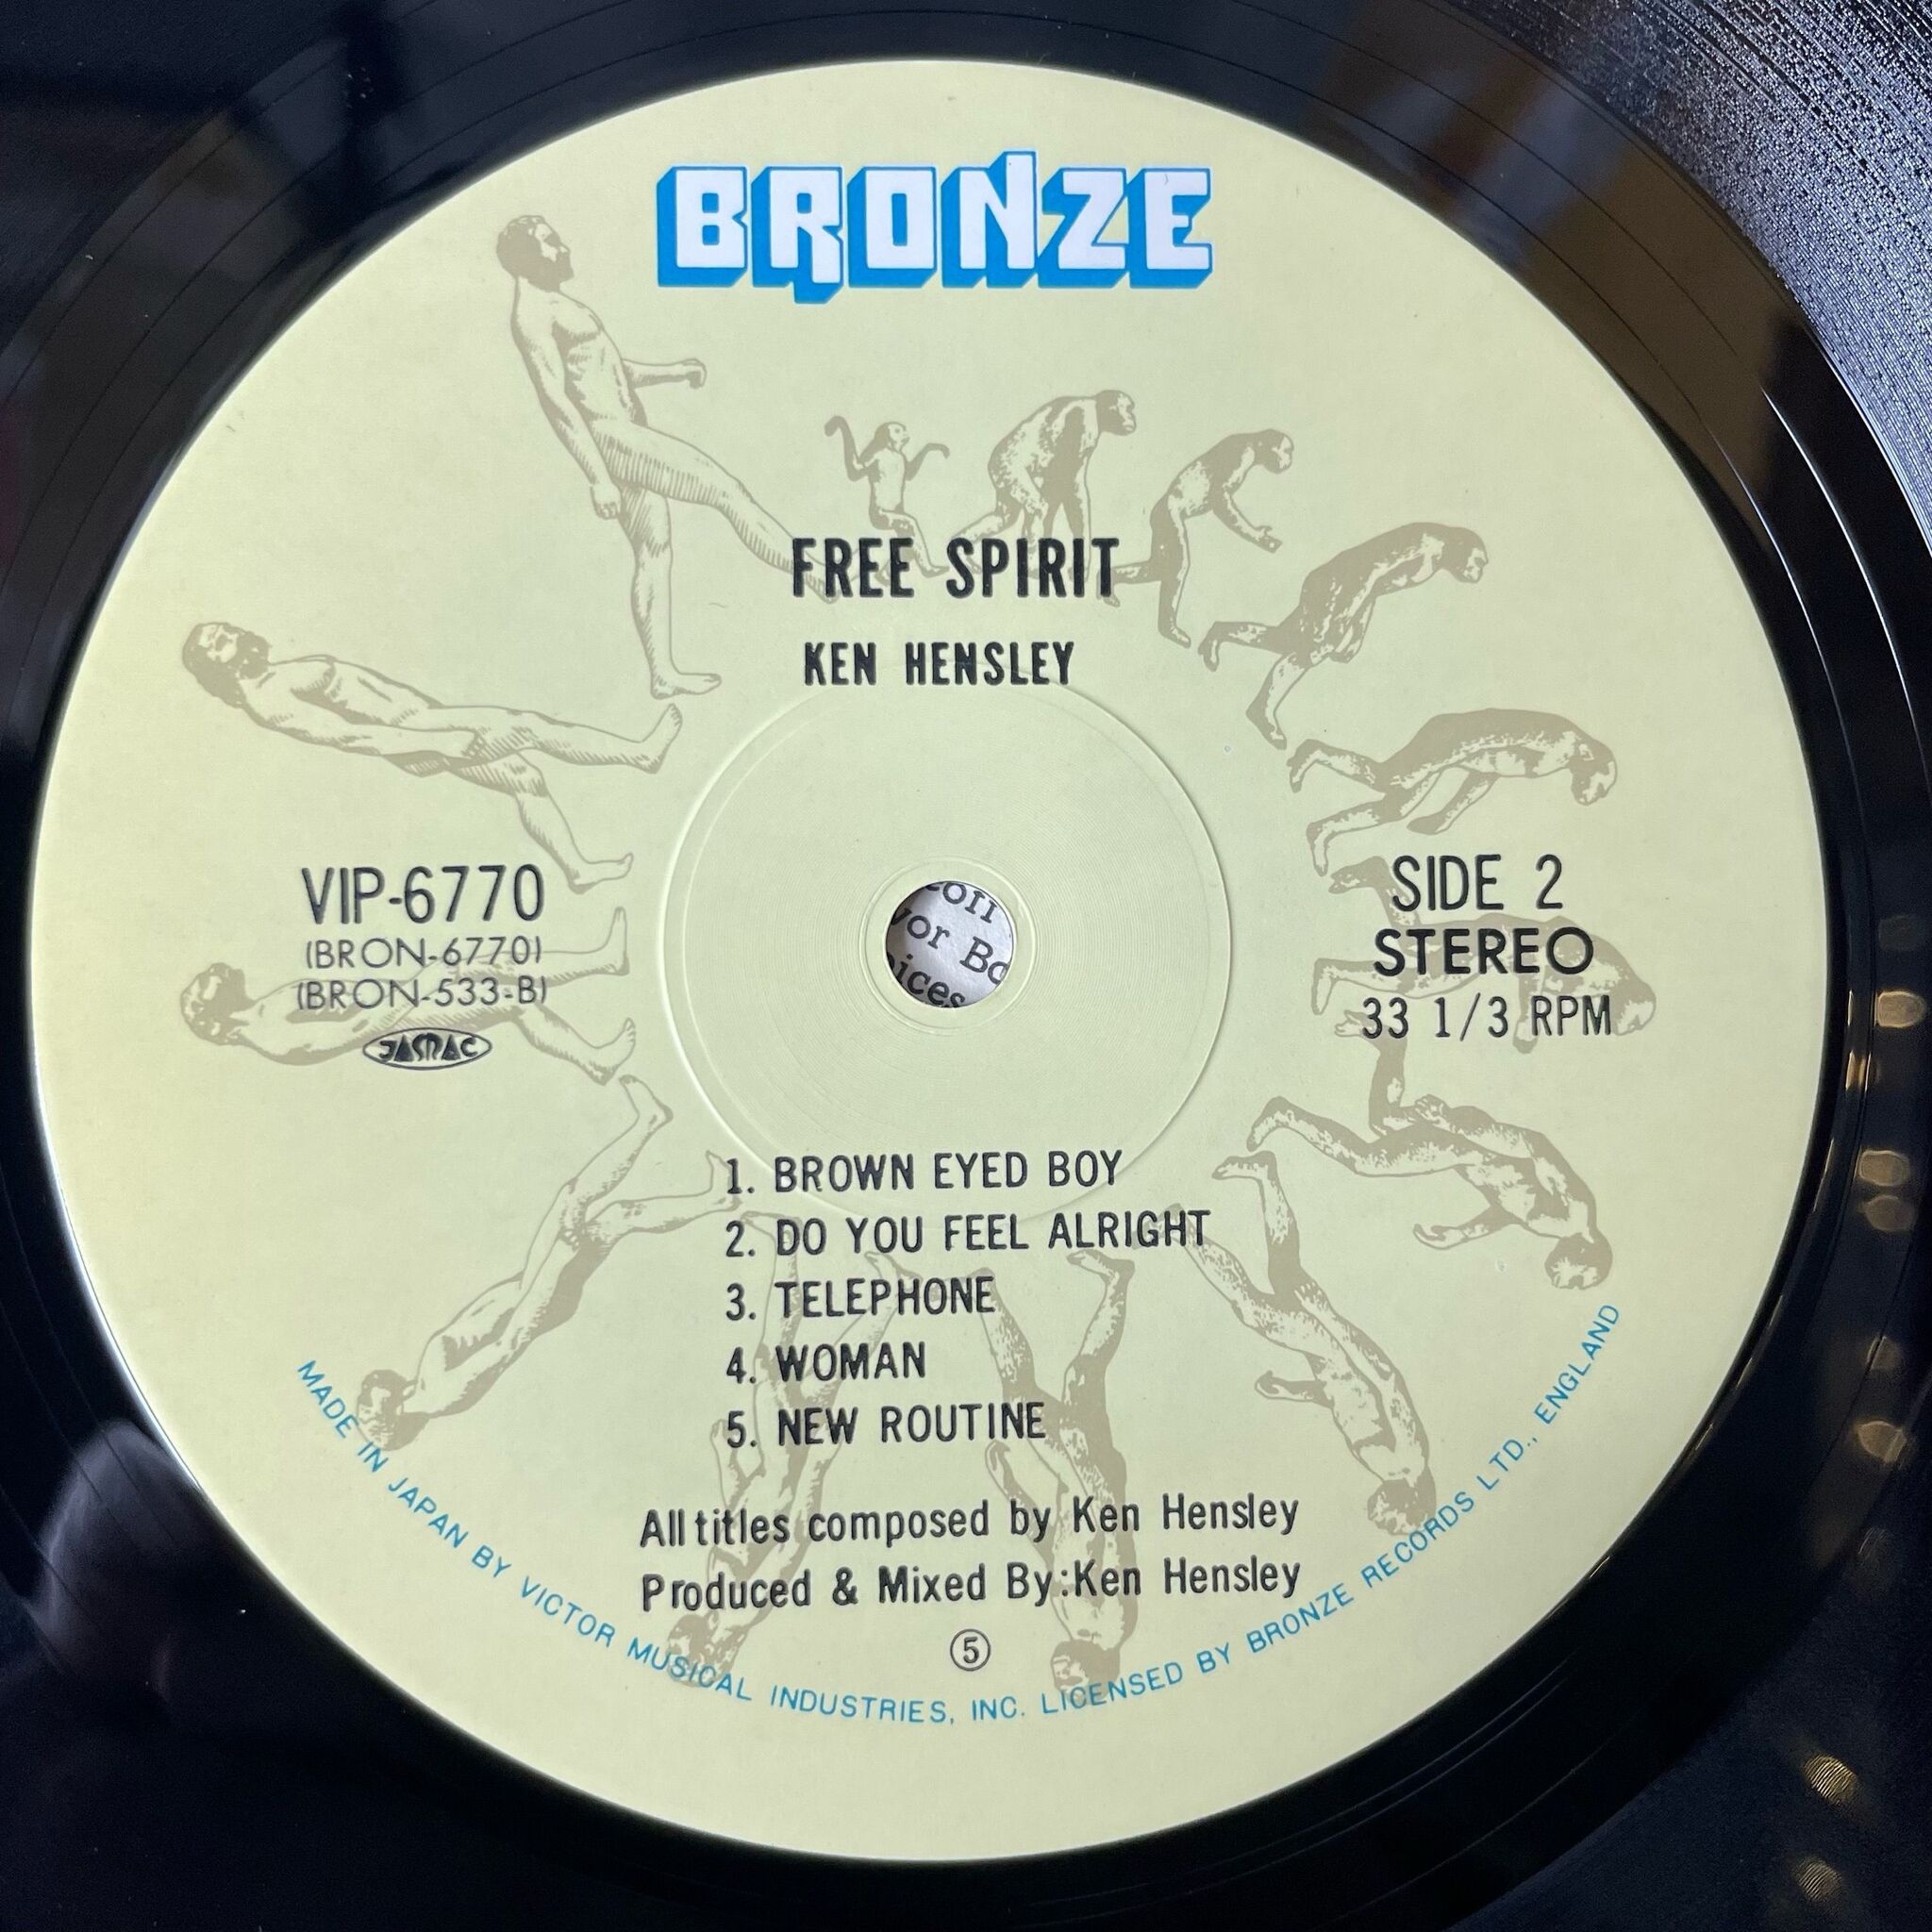 BRONZE
FREE SPIRIT
KEN HENSLEY
VIP-6770
(BRON-6770)
(BRON-533-B)
JASRAC
SIDE 2
STEREO
33 1/3 RPM
1. BROWN EYED BOY
2. DO YOU FEEL ALRIGHT
3. TELEPHONE
4. WOMAN
5. NEW ROUTINE
All titles composed by Ken Hensley
Produced & Mixed By:Ken Hensley
⑤
MADE IN JAPAN BY VICTOR MUSICAL INDUSTRIES, INC. LICENSED BY BRONZE RECORDS LTD., ENGLAND